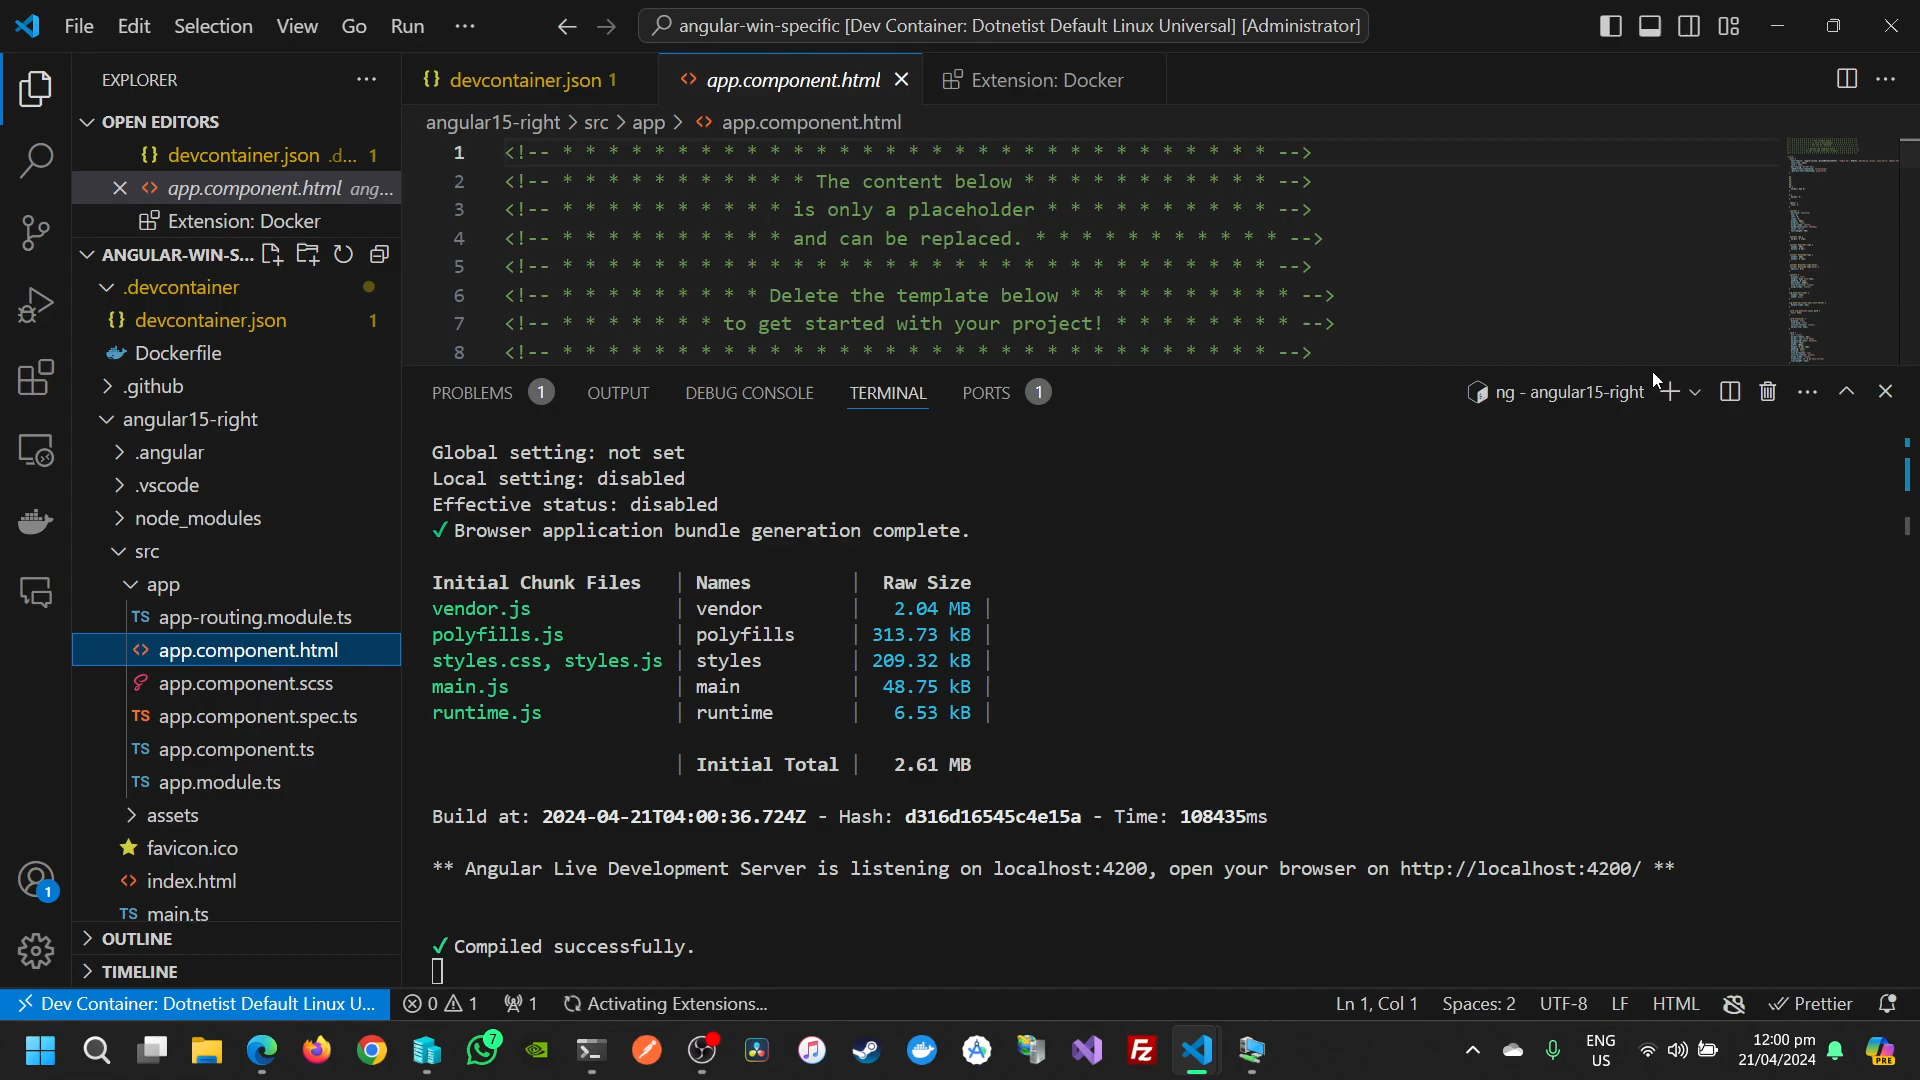 File Edit Selection View Go Run ··· angular-win-specific [Dev Container: Dotnetist Default Linux Universal] [Administrator]
EXPLORER
OPEN EDITORS
devcontainer.json .d... 1
app.component.html ang...
Extension: Docker
ANGULAR-WIN-S...
.devcontainer
{} devcontainer.json 1
Dockerfile
.github
angular15-right
.angular
.vscode
node_modules
src
app
TS app-routing.module.ts
<> app.component.html
app.component.scss
TS app.component.spec.ts
TS app.component.ts
TS app.module.ts
assets
favicon.ico
<> index.html
TS main.ts
OUTLINE
TIMELINE
{} devcontainer.json 1 <> app.component.html Extension: Docker
angular15-right > src > app > <> app.component.html
1 <!-- * * * * * * * * * * * * * * * * * * * * * * * * * * * * * * * -->
2 <!-- * * * * * * * * * * * The content below * * * * * * * * * * * -->
3 <!-- * * * * * * * * * * is only a placeholder * * * * * * * * * * -->
4 <!-- * * * * * * * * * * and can be replaced. * * * * * * * * * * * -->
5 <!-- * * * * * * * * * * * * * * * * * * * * * * * * * * * * * * * -->
6 <!-- * * * * * * * * * Delete the template below * * * * * * * * * * -->
7 <!-- * * * * * * * to get started with your project! * * * * * * * * -->
8 <!-- * * * * * * * * * * * * * * * * * * * * * * * * * * * * * * * -->
PROBLEMS 1 OUTPUT DEBUG CONSOLE TERMINAL PORTS 1 ng - angular15-right
Global setting: not set
Local setting: disabled
Effective status: disabled
✓ Browser application bundle generation complete.
Initial Chunk Files | Names | Raw Size
vendor.js | vendor | 2.04 MB |
polyfills.js | polyfills | 313.73 kB |
styles.css, styles.js | styles | 209.32 kB |
main.js | main | 48.75 kB |
runtime.js | runtime | 6.53 kB |
| Initial Total | 2.61 MB
Build at: 2024-04-21T04:00:36.724Z - Hash: d316d16545c4e15a - Time: 108435ms
** Angular Live Development Server is listening on localhost:4200, open your browser on http://localhost:4200/ **
✓ Compiled successfully.
1
Dev Container: Dotnetist Default Linux U... 0 1 1 Activating Extensions... Ln 1, Col 1 Spaces: 2 UTF-8 LF HTML Prettier
7 ENG 12:00 pm
US 21/04/2024
PRE